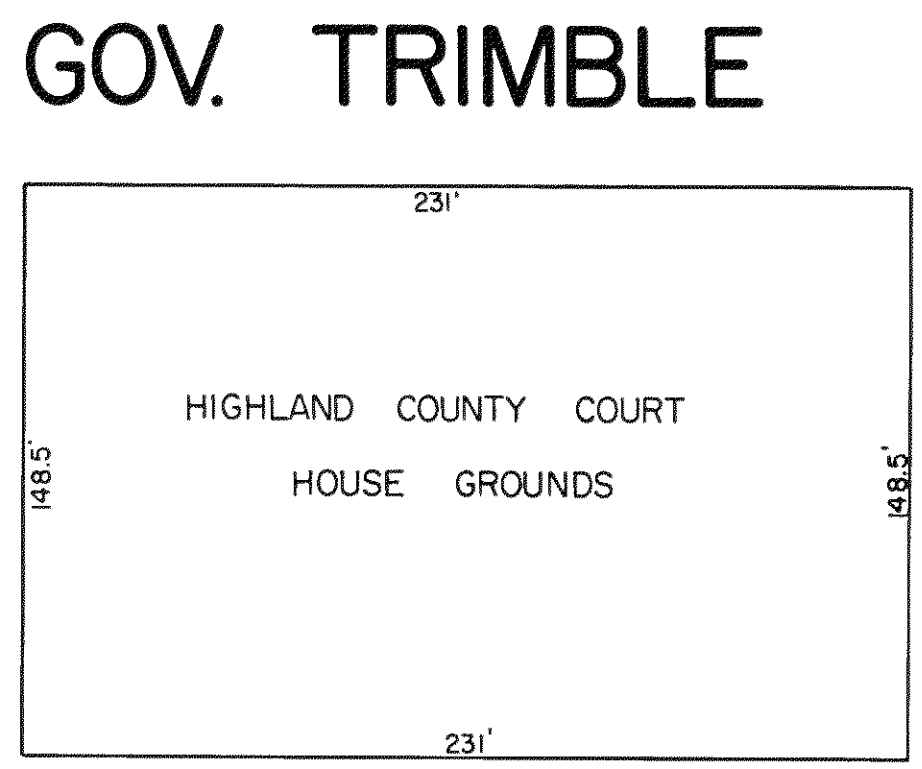 GOV. TRIMBLE
231'
HIGHLAND COUNTY COURT
148.5'
148.5'
HOUSE GROUNDS
231'